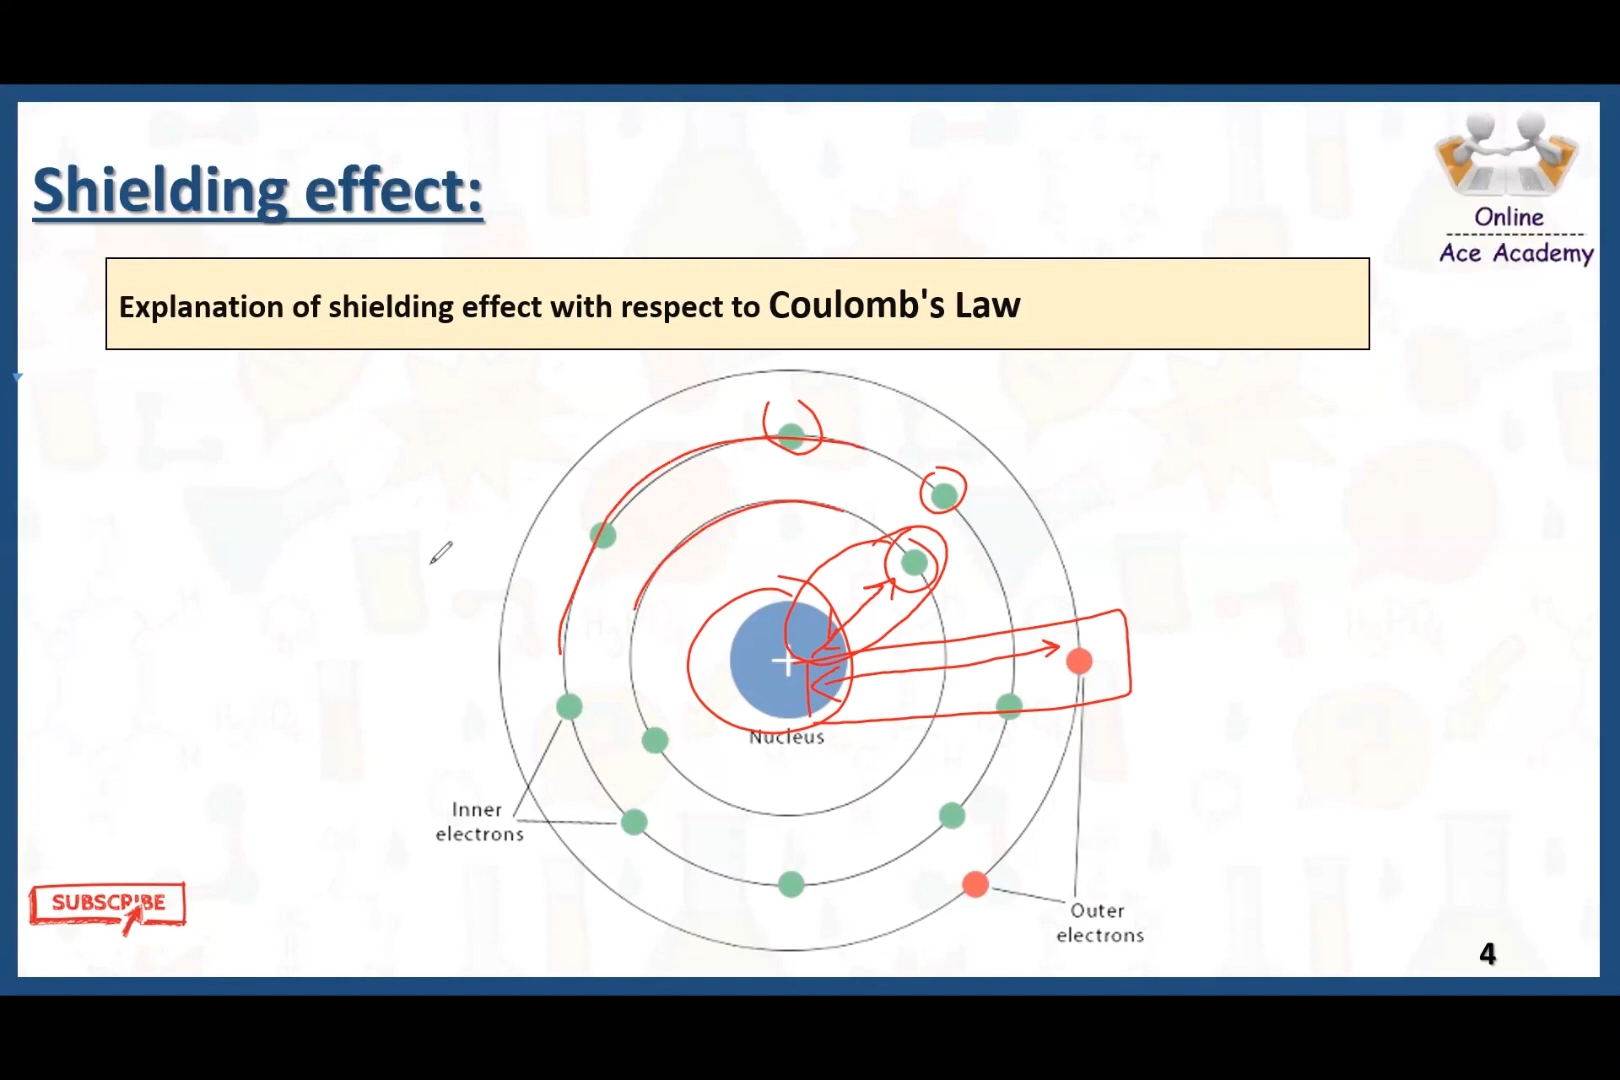 Shielding effect:
Online
Ace Academy
Explanation of shielding effect with respect to Coulomb's Law
Nucleus
Inner
electrons
SUBSCRIBE
Outer
electrons
4